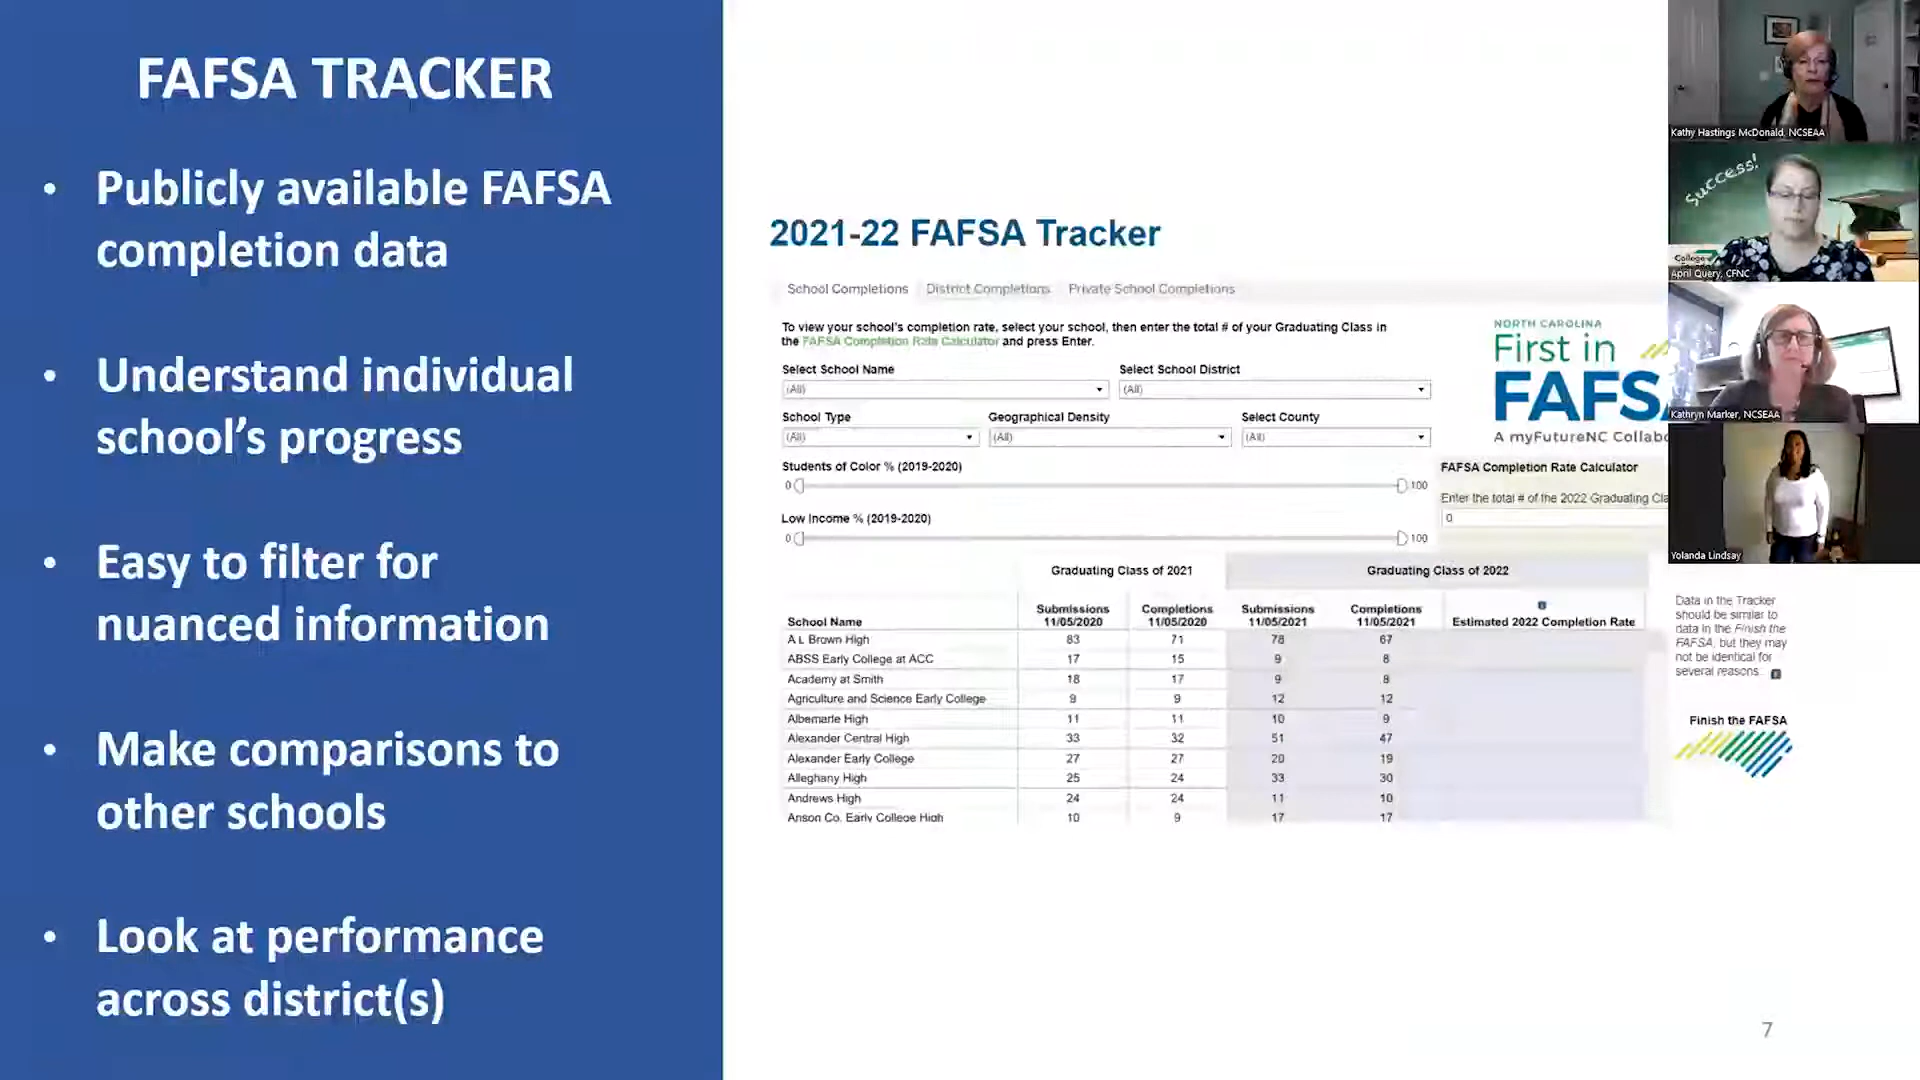 FAFSA TRACKER
• Publicly available FAFSA
completion data
• Understand individual
school’s progress
• Easy to filter for
nuanced information
• Make comparisons to
other schools
• Look at performance
across district(s)
2021-22 FAFSA Tracker
School Completions District Completions Private School Completions
To view your school's completion rate, select your school, then enter the total # of your Graduating Class in
the FAFSA Completion Rate Calculator and press Enter.
Select School Name Select School District
(All) (All)
School Type Geographical Density Select County
(All) (All) (All)
Students of Color % (2019-2020)
0 100
Low Income % (2019-2020)
0 100
NORTH CAROLINA
First in
FAFSA
A myFutureNC Collabo
FAFSA Completion Rate Calculator
Enter the total # of the 2022 Graduating Cla
0
Graduating Class of 2021 Graduating Class of 2022
Submissions Completions Submissions Completions
School Name 11/05/2020 11/05/2020 11/05/2021 11/05/2021 Estimated 2022 Completion Rate
A L Brown High 83 71 78 67
ABSS Early College at ACC 17 15 9 8
Academy at Smith 18 17 9 8
Agriculture and Science Early College 9 9 12 12
Albemarle High 11 11 10 9
Alexander Central High 33 32 51 47
Alexander Early College 27 27 20 19
Alleghany High 25 24 33 30
Andrews High 24 24 11 10
Anson Co. Early College High 10 9 17 17
Kathy Hastings McDonald, NCSEAA
Success!
College
April Query, CFNC
Kathryn Marker, NCSEAA
Yolanda Lindsay
Data in the Tracker
should be similar to
data in the Finish the
FAFSA, but they may
not be identical for
several reasons.
Finish the FAFSA
7